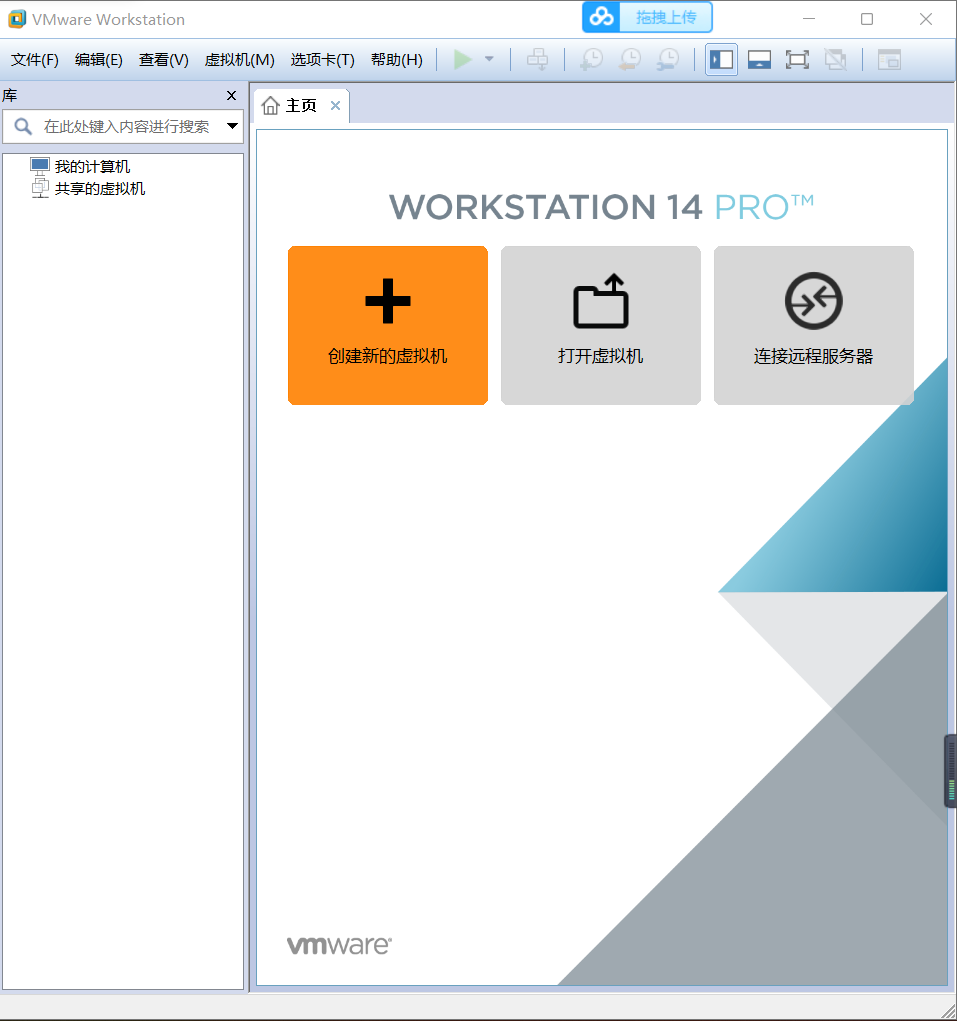 VMware Workstation
拖拽上传
文件(F) 编辑(E) 查看(V) 虚拟机(M) 选项卡(T) 帮助(H)
库
主页
在此处键入内容进行搜索
我的计算机
共享的虚拟机
WORKSTATION 14 PRO™
创建新的虚拟机
打开虚拟机
连接远程服务器
vmware®